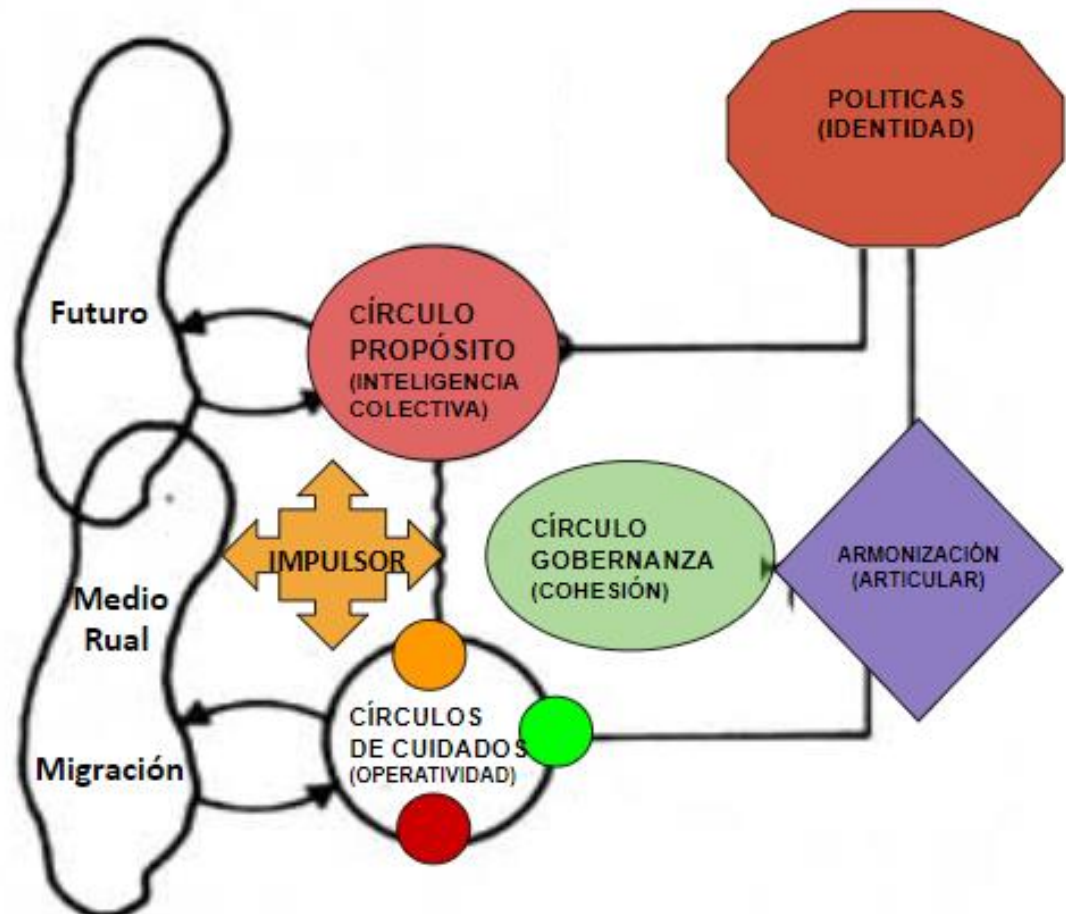 POLITICAS
(IDENTIDAD)
Futuro
CÍRCULO
PROPÓSITO
(INTELIGENCIA
COLECTIVA)
IMPULSOR
CÍRCULO
GOBERNANZA
(COHESIÓN)
ARMONIZACIÓN
(ARTICULAR)
Medio
Rual
CÍRCULOS
DE CUIDADOS
(OPERATIVIDAD)
Migración